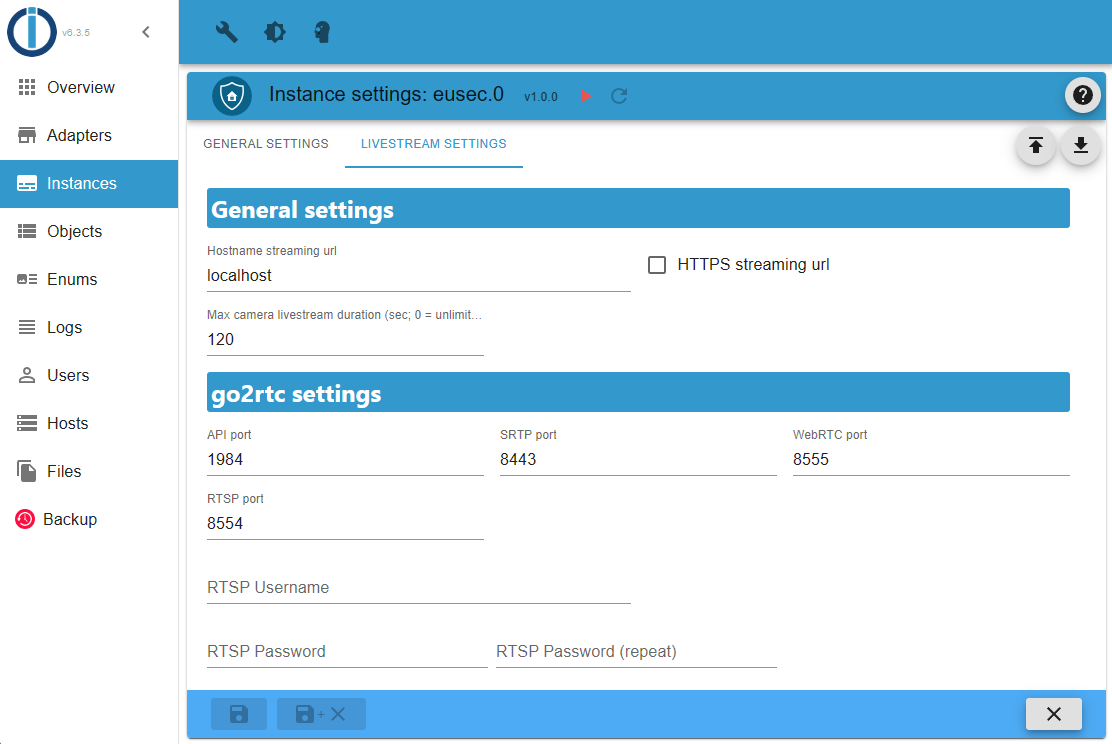 v6.3.5
Overview
Adapters
Instances
Objects
Enums
Logs
Users
Hosts
Files
Backup
Instance settings: eusec.0 v1.0.0
GENERAL SETTINGS LIVESTREAM SETTINGS
General settings
Hostname streaming url
localhost
HTTPS streaming url
Max camera livestream duration (sec; 0 = unlimit...
120
go2rtc settings
API port SRTP port WebRTC port
1984 8443 8555
RTSP port
8554
RTSP Username
RTSP Password RTSP Password (repeat)
+